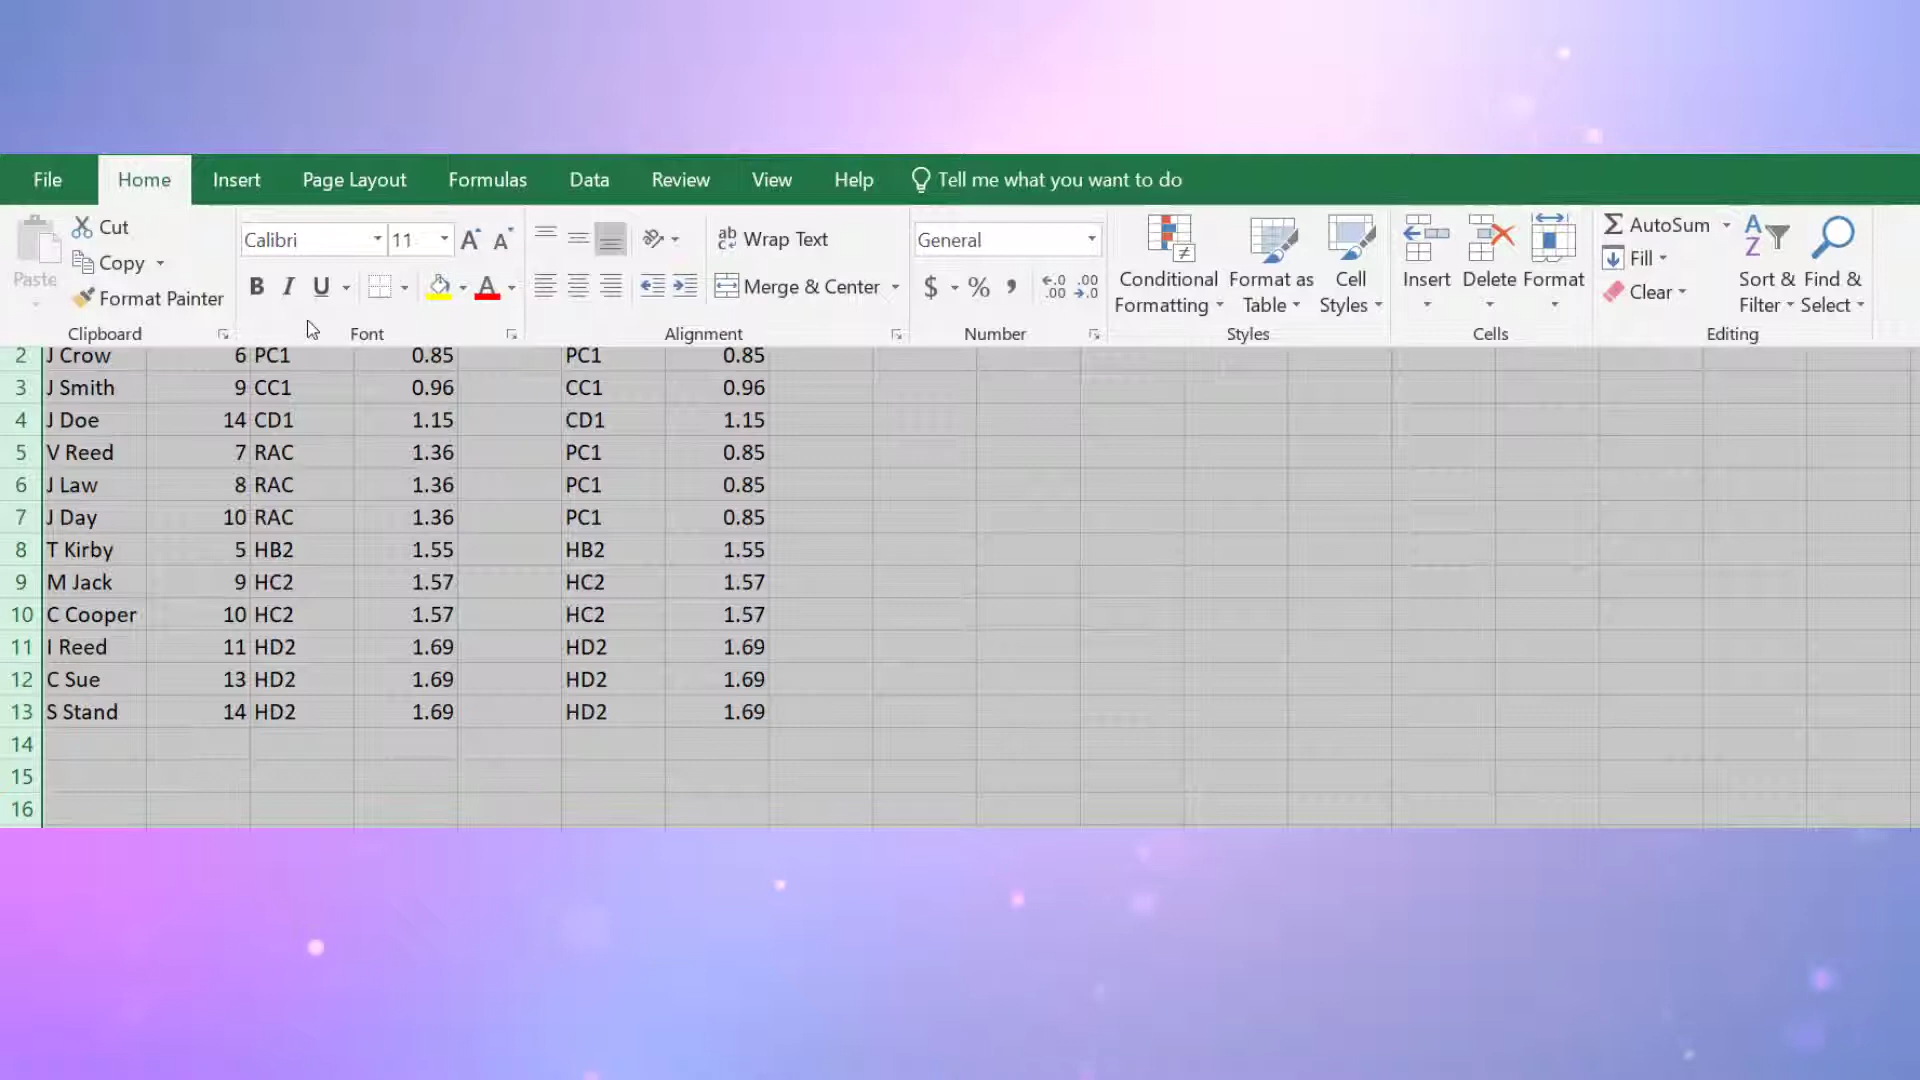 File Home Insert Page Layout Formulas Data Review View Help Tell me what you want to do
Cut
Copy
Format Painter
Paste
Clipboard
Calibri 11 A A
B I U A
Font
ab Wrap Text
Merge & Center
Alignment
General
$ % , .0 .00 .00 .0
Number
Conditional Formatting
Format as Table
Cell Styles
Styles
Insert Delete Format
Cells
Σ AutoSum
Fill
Clear
A Z Sort & Filter
Find & Select
Editing
2 J Crow 6 PC1 0.85 PC1 0.85
3 J Smith 9 CC1 0.96 CC1 0.96
4 J Doe 14 CD1 1.15 CD1 1.15
5 V Reed 7 RAC 1.36 PC1 0.85
6 J Law 8 RAC 1.36 PC1 0.85
7 J Day 10 RAC 1.36 PC1 0.85
8 T Kirby 5 HB2 1.55 HB2 1.55
9 M Jack 9 HC2 1.57 HC2 1.57
10 C Cooper 10 HC2 1.57 HC2 1.57
11 I Reed 11 HD2 1.69 HD2 1.69
12 C Sue 13 HD2 1.69 HD2 1.69
13 S Stand 14 HD2 1.69 HD2 1.69
14
15
16